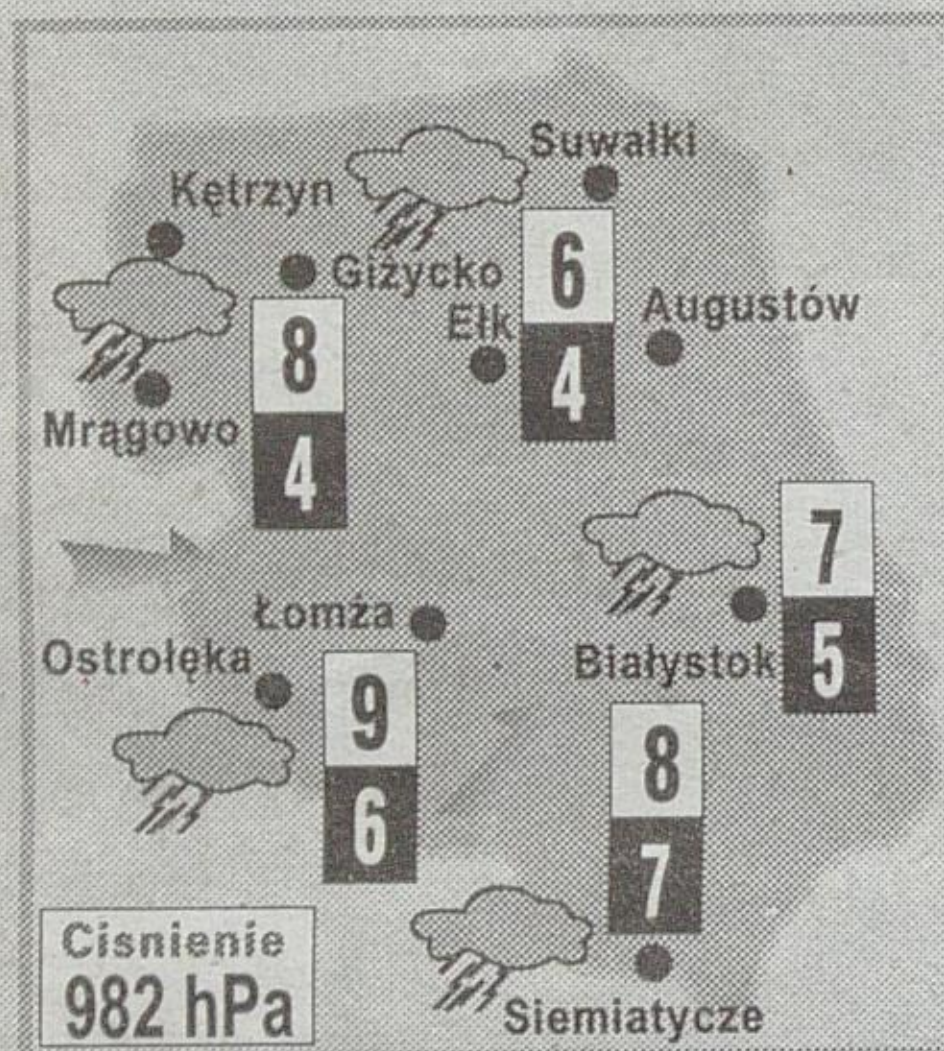 Suwałki
Kętrzyn
Giżycko
6
Ełk
Augustów
8
4
Mrągowo
4
7
Łomża
Ostrołęka
Białystok
5
9
8
6
7
Cisnienie
982 hPa
Siemiatycze